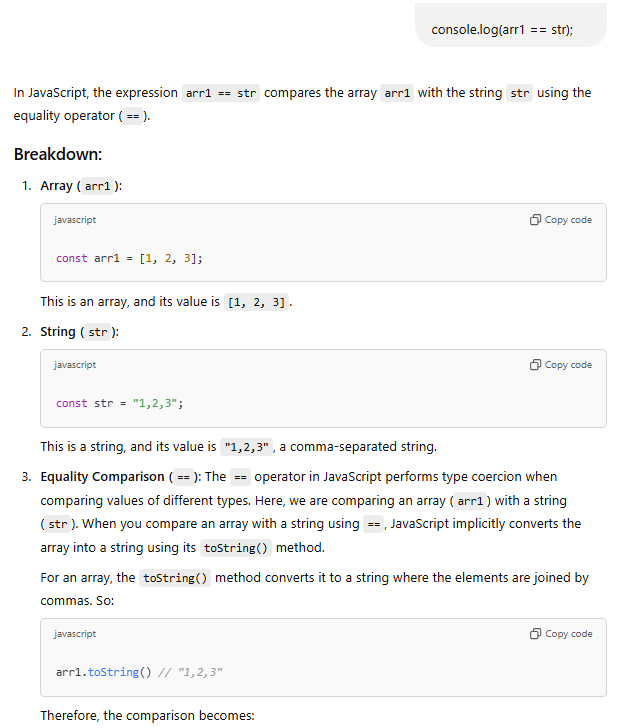 console.log(arr1 == str);
In JavaScript, the expression arr1 == str compares the array arr1 with the string str using the
equality operator ( == ).
Breakdown:
1. Array ( arr1 ):
javascript
Copy code
const arr1 = [1, 2, 3];
This is an array, and its value is [1, 2, 3] .
2. String ( str ):
javascript
Copy code
const str = "1,2,3";
This is a string, and its value is "1,2,3" , a comma-separated string.
3. Equality Comparison ( == ): The == operator in JavaScript performs type coercion when
comparing values of different types. Here, we are comparing an array ( arr1 ) with a string
( str ). When you compare an array with a string using == , JavaScript implicitly converts the
array into a string using its toString() method.
For an array, the toString() method converts it to a string where the elements are joined by
commas. So:
javascript
Copy code
arr1.toString() // "1,2,3"
Therefore, the comparison becomes: